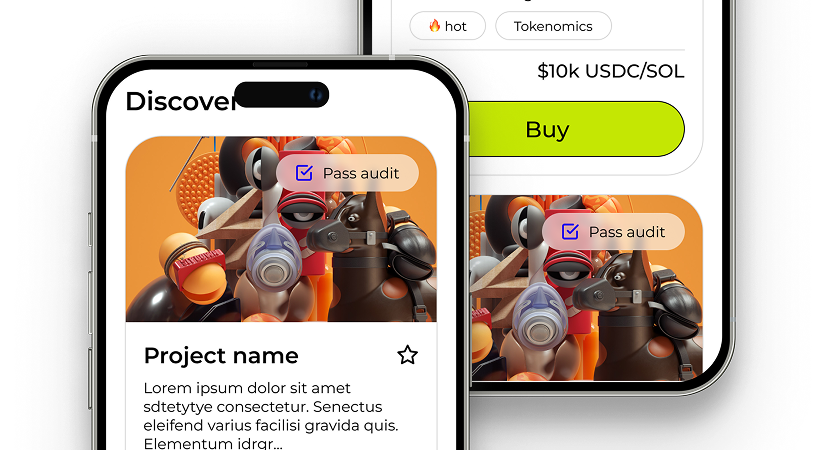 🔥 hot
Tokenomics
$10k USDC/SOL
Buy
Pass audit
Discover
Pass audit
Project name
Lorem ipsum dolor sit amet
sdtetytye consectetur. Senectus
eleifend varius facilisi gravida quis.
Elementum idrgr...